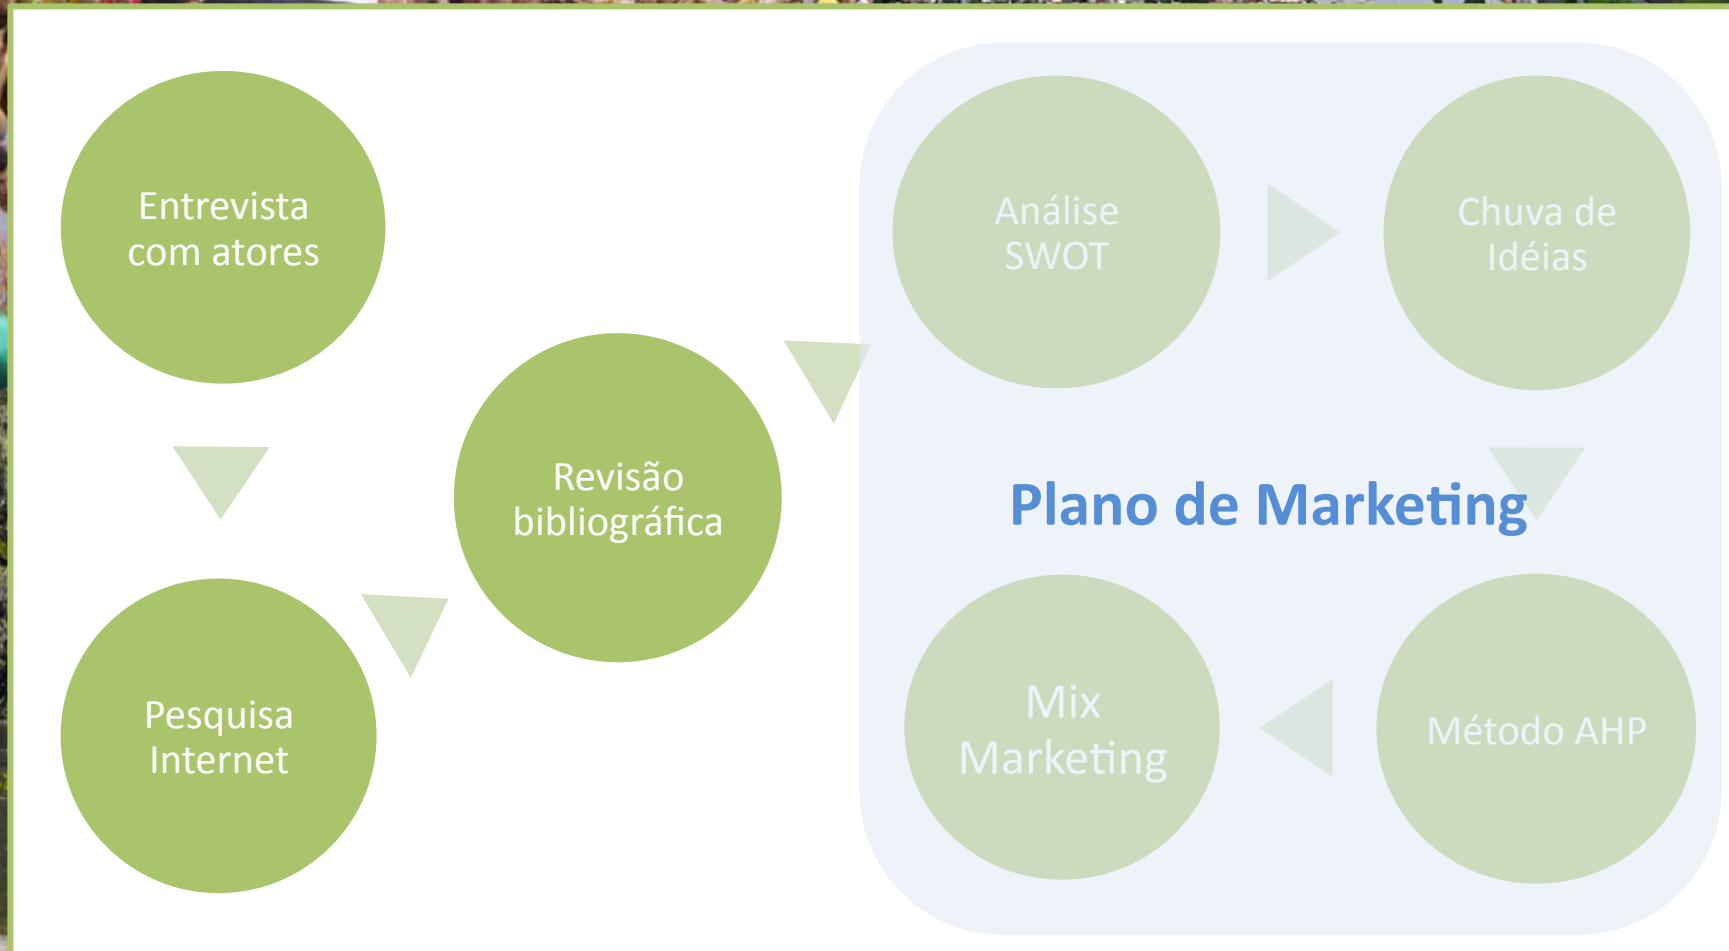 Entrevista
com atores
Pesquisa
Internet
Revisão
bibliográfica
Análise
SWOT
Chuva de
Idéias
Plano de Marketing
Método AHP
Mix
Marketing